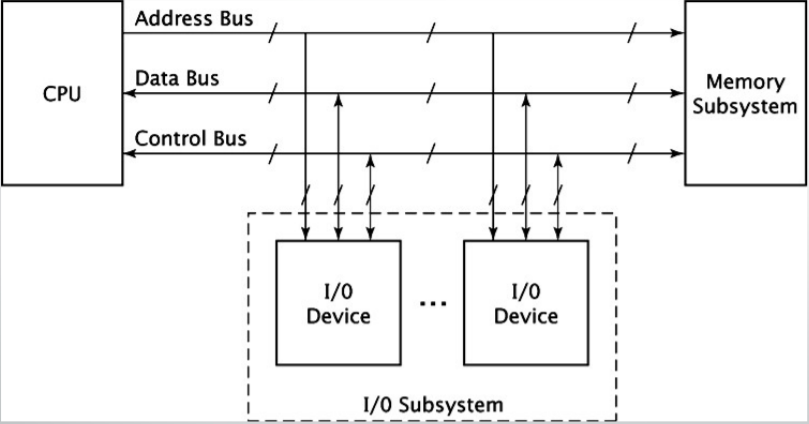 Address Bus
CPU
Data Bus
Control Bus
Memory
Subsystem
I/0
Device
...
I/0
Device
I/0 Subsystem